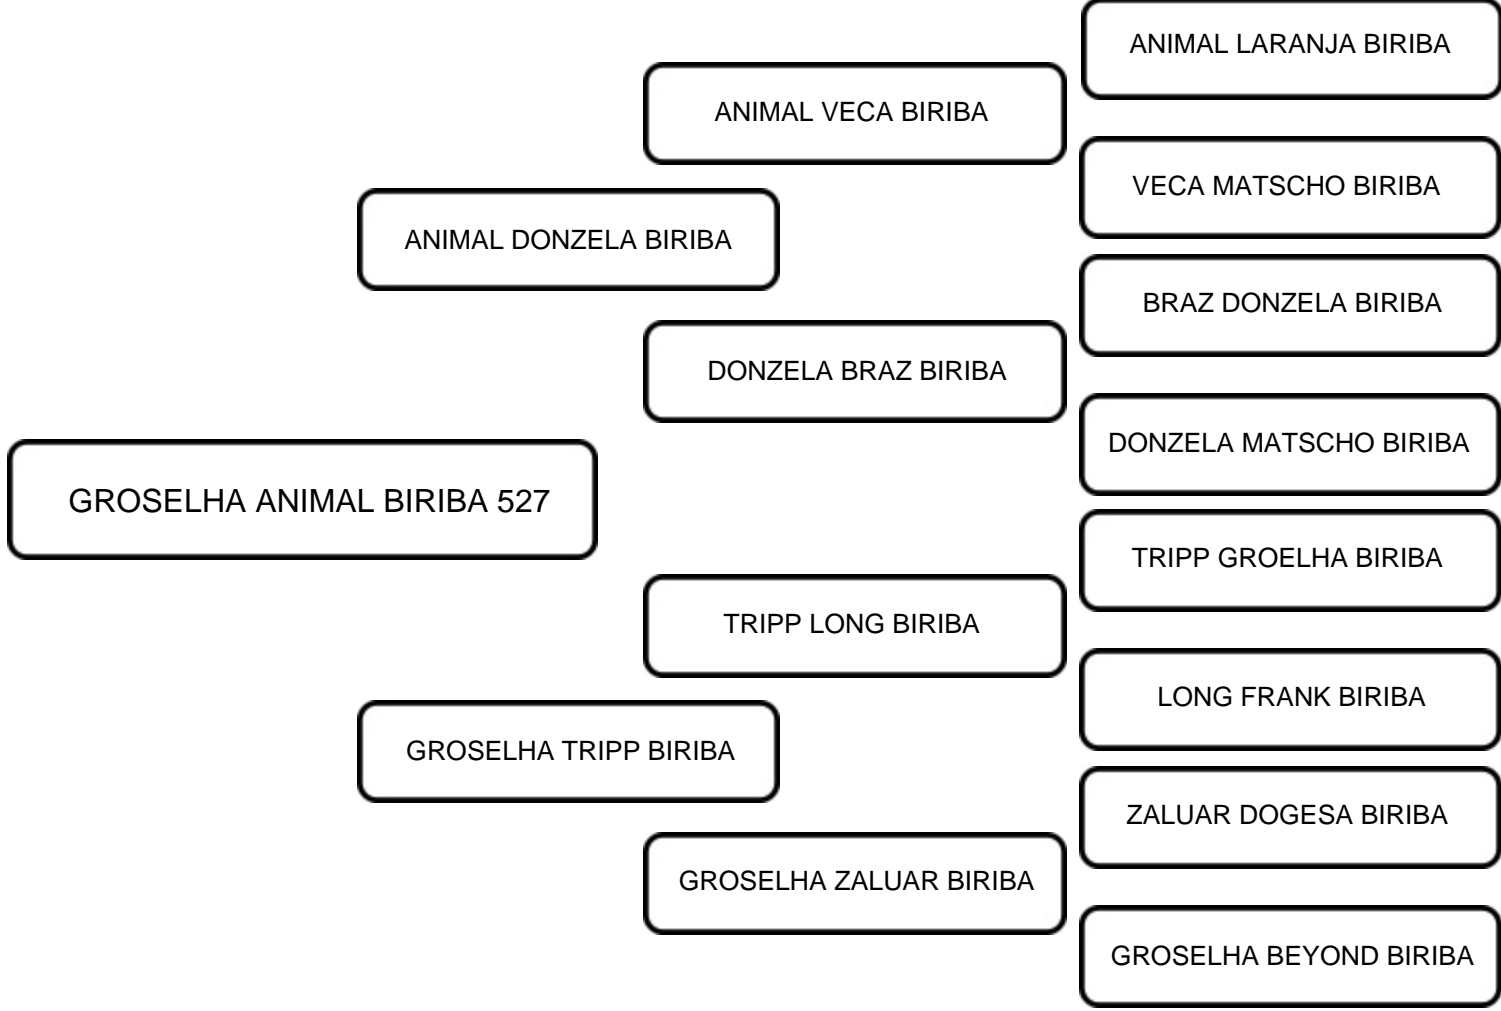 ANIMAL LARANJA BIRIBA
ANIMAL VECA BIRIBA
VECA MATSCHO BIRIBA
ANIMAL DONZELA BIRIBA
BRAZ DONZELA BIRIBA
DONZELA BRAZ BIRIBA
DONZELA MATSCHO BIRIBA
GROSELHA ANIMAL BIRIBA 527
TRIPP GROELHA BIRIBA
TRIPP LONG BIRIBA
LONG FRANK BIRIBA
GROSELHA TRIPP BIRIBA
ZALUAR DOGESA BIRIBA
GROSELHA ZALUAR BIRIBA
GROSELHA BEYOND BIRIBA